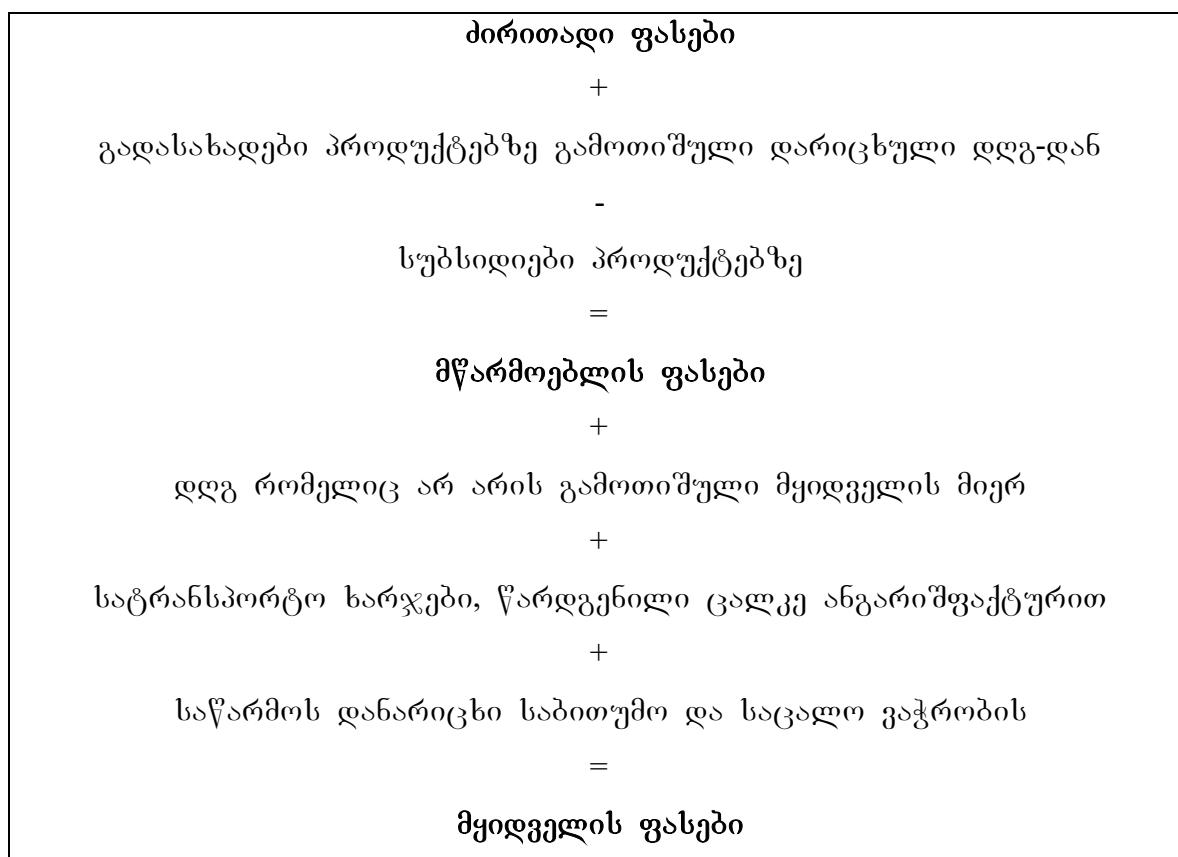 ძირითადი ფასები
+
გადასახადები პროდუქტებზე გამოთიშული დარიცხული დღგ-დან
-
სუბსიდიები პროდუქტებზე
=
მწარმოებლის ფასები
+
დღგ რომელიც არ არის გამოთიშული მყიდველის მიერ
+
სატრანსპორტო ხარჯები, წარდგენილი ცალკე ანგარიშფაქტურით
+
საწარმოს დანარიცხი საბითუმო და საცალო ვაჭრობის
=
მყიდველის ფასები